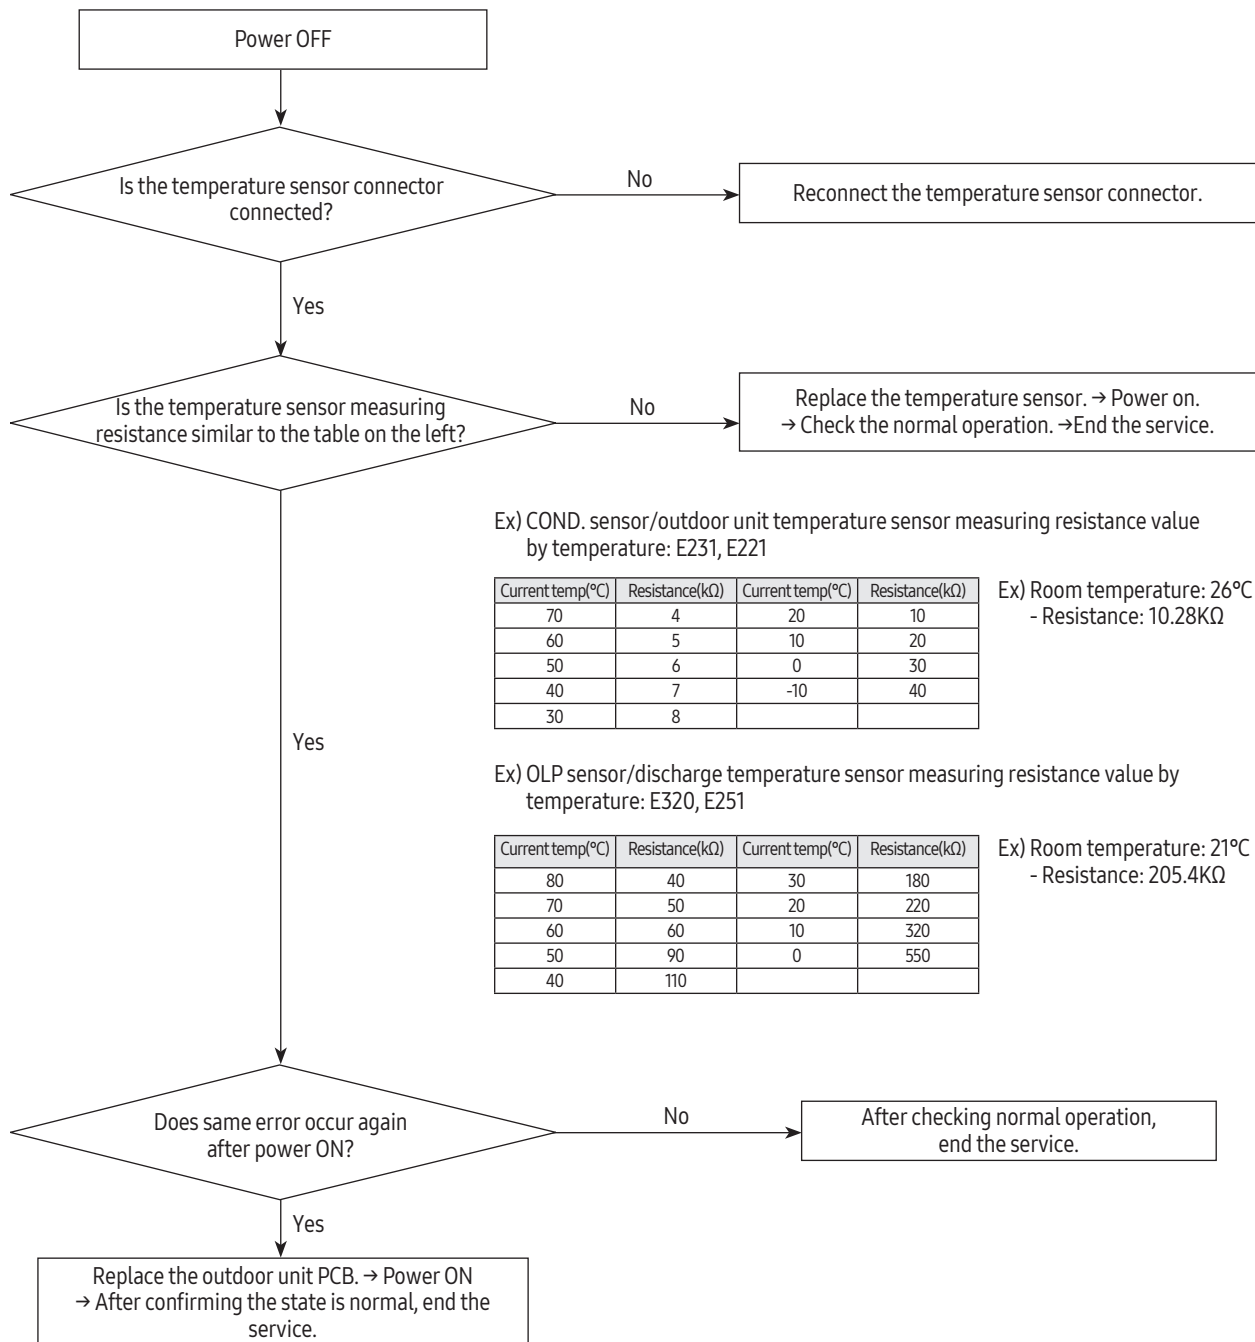 Power OFF
Is the temperature sensor connector
connected?
No
Reconnect the temperature sensor connector.
Yes
Is the temperature sensor measuring
resistance similar to the table on the left?
No
Replace the temperature sensor. → Power on.
→ Check the normal operation. →End the service.
Ex) COND. sensor/outdoor unit temperature sensor measuring resistance value
by temperature: E231, E221
Current temp(°C) Resistance(kΩ) Current temp(°C) Resistance(kΩ)
70 4 20 10
60 5 10 20
50 6 0 30
40 7 -10 40
30 8
Ex) Room temperature: 26°C
- Resistance: 10.28KΩ
Yes
Ex) OLP sensor/discharge temperature sensor measuring resistance value by
temperature: E320, E251
Current temp(°C) Resistance(kΩ) Current temp(°C) Resistance(kΩ)
80 40 30 180
70 50 20 220
60 60 10 320
50 90 0 550
40 110
Ex) Room temperature: 21°C
- Resistance: 205.4KΩ
Does same error occur again
after power ON?
No
After checking normal operation,
end the service.
Yes
Replace the outdoor unit PCB. → Power ON
→ After confirming the state is normal, end the
service.